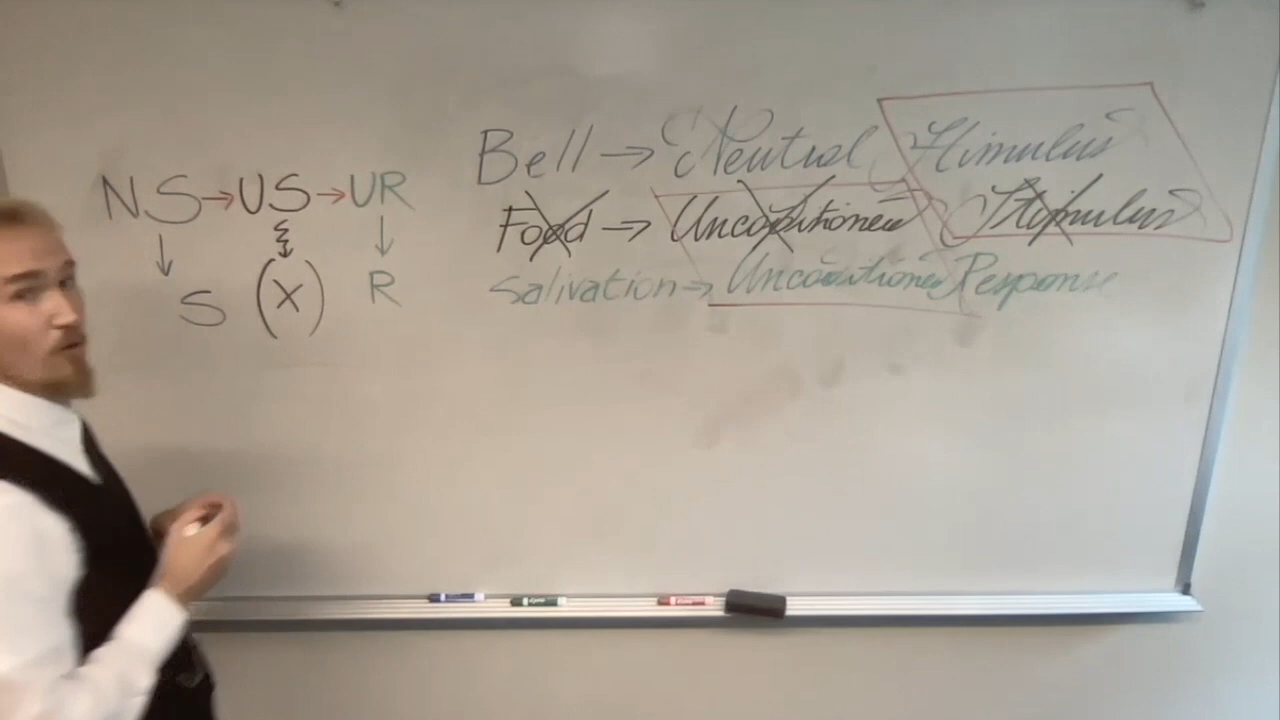 NS→US→UR
↓ ↓ ↓
S (X) R
Bell → Neutral Stimulus
Food → Unconditioned Stimulus
Salivation → Unconditioned Response